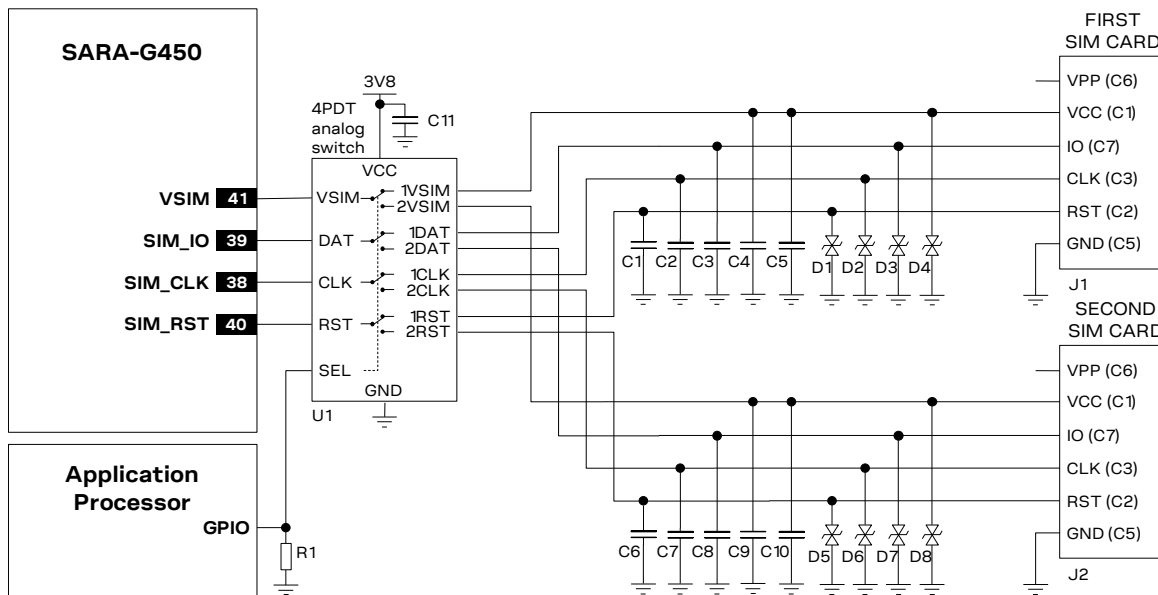 SARA-G450
VSIM 41
SIM_IO 39
SIM_CLK 38
SIM_RST 40
Application
Processor
GPIO
R1
3V8
C11
4PDT
analog
switch
VCC
VSIM
1VSIM
2VSIM
DAT
1DAT
2DAT
CLK
1CLK
2CLK
RST
1RST
2RST
SEL
GND
U1
C1 C2 C3 C4 C5 D1 D2 D3 D4
FIRST
SIM CARD
VPP (C6)
VCC (C1)
IO (C7)
CLK (C3)
RST (C2)
GND (C5)
J1
C6 C7 C8 C9 C10 D5 D6 D7 D8
SECOND
SIM CARD
VPP (C6)
VCC (C1)
IO (C7)
CLK (C3)
RST (C2)
GND (C5)
J2